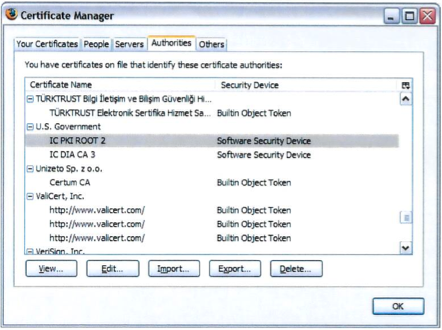 Certificate Manager
Your Certificates People Servers Authorities Others
You have certificates on file that identify these certificate authorities:
Certificate Name Security Device
TÜRKTRUST Bilgi İletişim ve Bilişim Güvenliği Hi...
TÜRKTRUST Elektronik Sertifika Hizmet Sa... Builtin Object Token
U.S. Government
IC PKI ROOT 2 Software Security Device
IC DIA CA 3 Software Security Device
Unizeto Sp. z o.o.
Certum CA Builtin Object Token
ValiCert, Inc.
http://www.valicert.com/ Builtin Object Token
http://www.valicert.com/ Builtin Object Token
http://www.valicert.com/ Builtin Object Token
VeriSign, Inc.
View... Edit... Import... Export... Delete...
OK